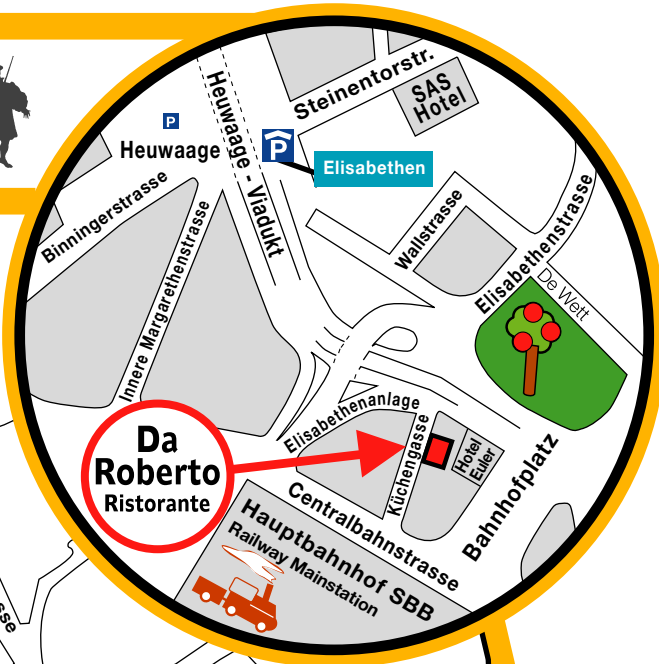 Steinentorstr.
SAS
Hotel
P
P
Heuwaage
Heuwaage - Viadukt
Elisabethen
Binningerstrasse
Innere Margarethenstrasse
Wallstrasse
Elisabethenstrasse
De Wett
Elisabethenanlage
Küchengasse
Hotel
Euler
Bahnhofplatz
Da
Roberto
Ristorante
Centralbahnstrasse
Hauptbahnhof SBB
Railway Mainstation